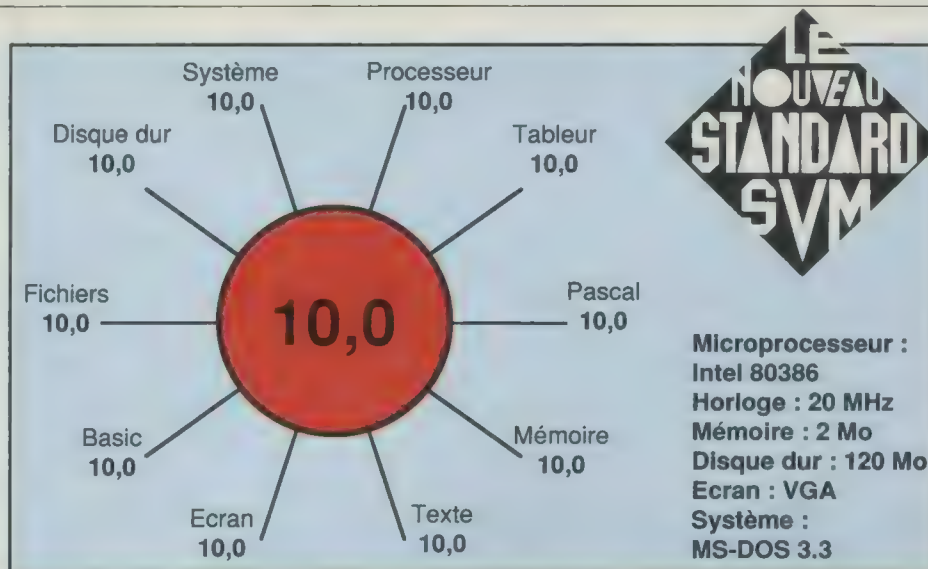 LE
NOUVEAU
STANDARD
SVM
Système
10,0
Processeur
10,0
Disque dur
10,0
Tableur
10,0
Fichiers
10,0
10,0
Pascal
10,0
Basic
10,0
Mémoire
10,0
Ecran
10,0
Texte
10,0
Microprocesseur :
Intel 80386
Horloge : 20 MHz
Mémoire : 2 Mo
Disque dur : 120 Mo
Ecran : VGA
Système :
MS-DOS 3.3